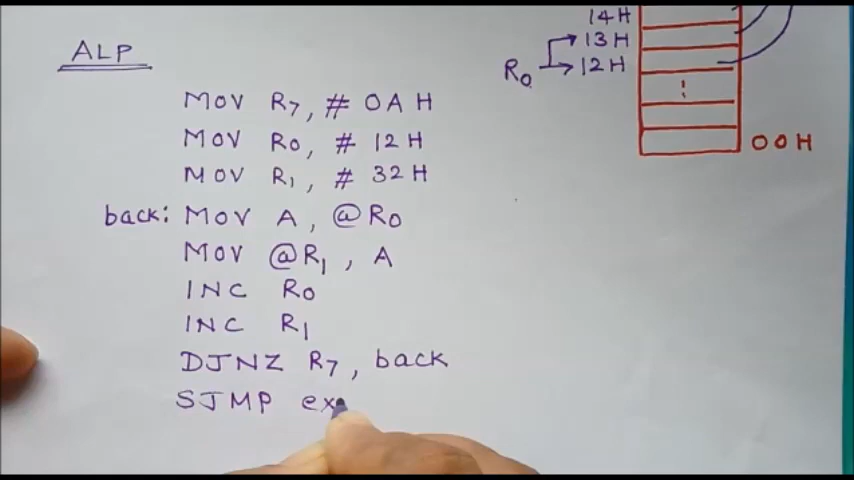 14H
13H
R0 12H
00H
ALP
MOV R7, # 0AH
MOV R0, # 12H
MOV R1, # 32H
back: MOV A, @R0
MOV @R1, A
INC R0
INC R1
DJNZ R7, back
SJMP ex